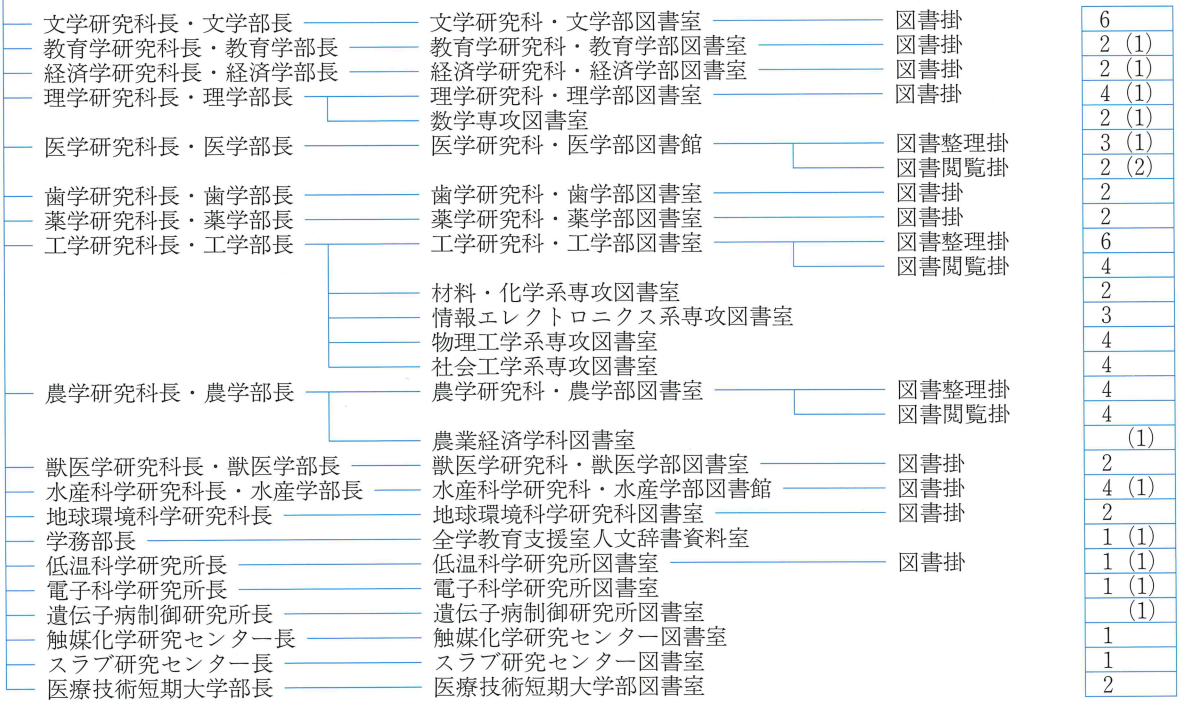 文学研究科長・文学部長 文学研究科・文学部図書室 図書掛 6
教育学研究科長・教育学部長 教育学研究科・教育学部図書室 図書掛 2 (1)
経済学研究科長・経済学部長 経済学研究科・経済学部図書室 図書掛 2 (1)
理学研究科長・理学部長 理学研究科・理学部図書室 図書掛 4 (1)
数学専攻図書室 2 (1)
医学研究科長・医学部長 医学研究科・医学部図書館 図書整理掛 3 (1)
図書閲覧掛 2 (2)
歯学研究科長・歯学部長 歯学研究科・歯学部図書室 図書掛 2
薬学研究科長・薬学部長 薬学研究科・薬学部図書室 図書掛 2
工学研究科長・工学部長 工学研究科・工学部図書室 図書整理掛 6
図書閲覧掛 4
材料・化学系専攻図書室 2
情報エレクトロニクス系専攻図書室 3
物理工学系専攻図書室 4
社会工学系専攻図書室 4
農学研究科長・農学部長 農学研究科・農学部図書室 図書整理掛 4
図書閲覧掛 4
農業経済学科図書室 (1)
獣医学研究科長・獣医学部長 獣医学研究科・獣医学部図書室 図書掛 2
水産科学研究科長・水産学部長 水産科学研究科・水産学部図書館 図書掛 4 (1)
地球環境科学研究科長 地球環境科学研究科図書室 図書掛 2
学務部長 全学教育支援室人文辞書資料室 1 (1)
低温科学研究所長 低温科学研究所図書室 図書掛 1 (1)
電子科学研究所長 電子科学研究所図書室 1 (1)
遺伝子病制御研究所長 遺伝子病制御研究所図書室 (1)
触媒化学研究センター長 触媒化学研究センター図書室 1
スラブ研究センター長 スラブ研究センター図書室 1
医療技術短期大学部長 医療技術短期大学部図書室 2